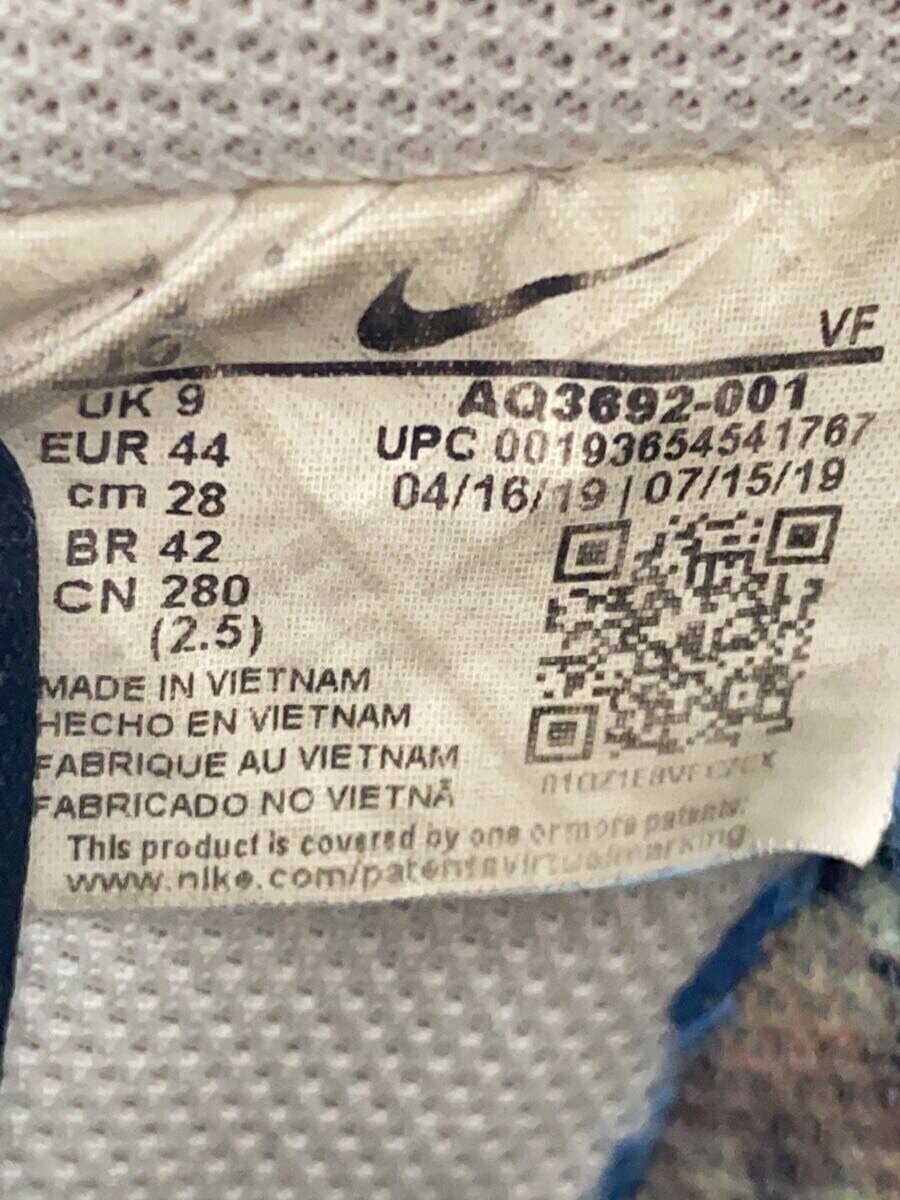 VF
UK 9
EUR 44
cm 28
BR 42
CN 280
(2.5)
AQ3692-001
UPC 00193654541767
04/16/19 | 07/15/19
MADE IN VIETNAM
HECHO EN VIETNAM
FABRIQUE AU VIETNAM
FABRICADO NO VIETNÃ
This product is covered by one or more patents:
www.nike.com/patentsvirtualmarking